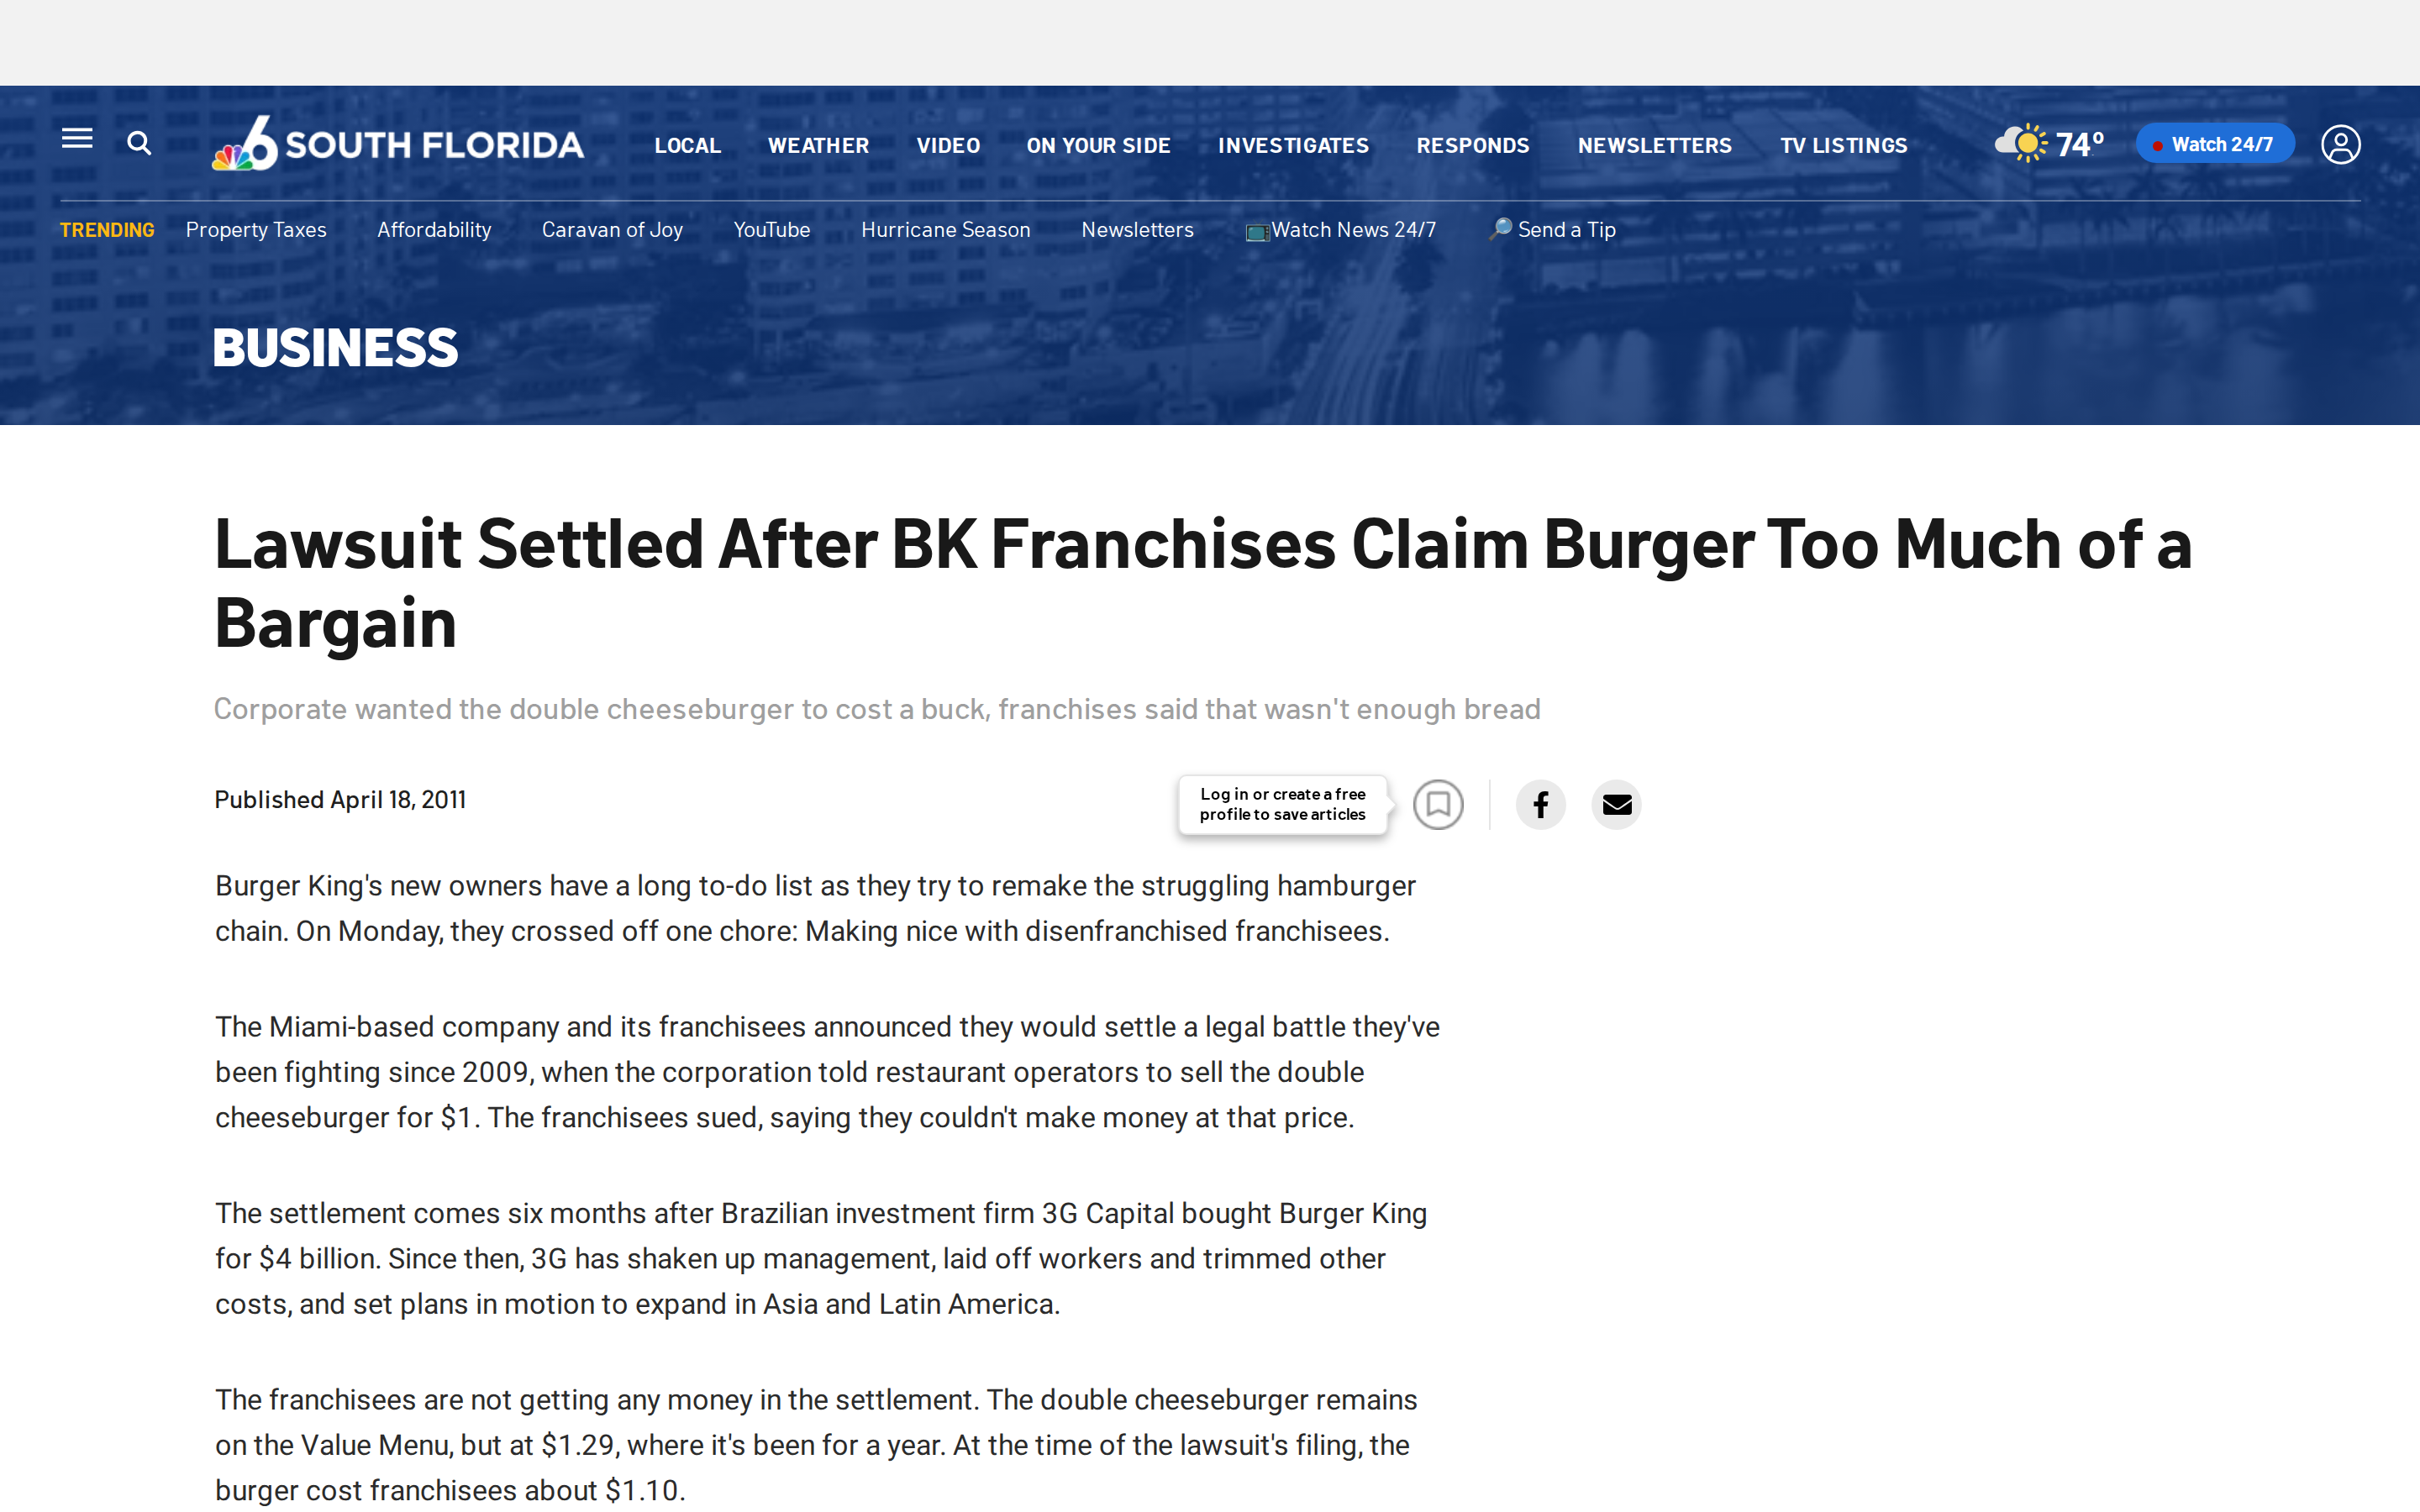 6 SOUTH FLORIDA
LOCAL WEATHER VIDEO ON YOUR SIDE INVESTIGATES RESPONDS NEWSLETTERS TV LISTINGS
74º
Watch 24/7
TRENDING Property Taxes Affordability Caravan of Joy YouTube Hurricane Season Newsletters 📺Watch News 24/7 🔎 Send a Tip
BUSINESS
Lawsuit Settled After BK Franchises Claim Burger Too Much of a
Bargain
Corporate wanted the double cheeseburger to cost a buck, franchises said that wasn't enough bread
Published April 18, 2011
Log in or create a free
profile to save articles
Burger King's new owners have a long to-do list as they try to remake the struggling hamburger
chain. On Monday, they crossed off one chore: Making nice with disenfranchised franchisees.
The Miami-based company and its franchisees announced they would settle a legal battle they've
been fighting since 2009, when the corporation told restaurant operators to sell the double
cheeseburger for $1. The franchisees sued, saying they couldn't make money at that price.
The settlement comes six months after Brazilian investment firm 3G Capital bought Burger King
for $4 billion. Since then, 3G has shaken up management, laid off workers and trimmed other
costs, and set plans in motion to expand in Asia and Latin America.
The franchisees are not getting any money in the settlement. The double cheeseburger remains
on the Value Menu, but at $1.29, where it's been for a year. At the time of the lawsuit's filing, the
burger cost franchisees about $1.10.